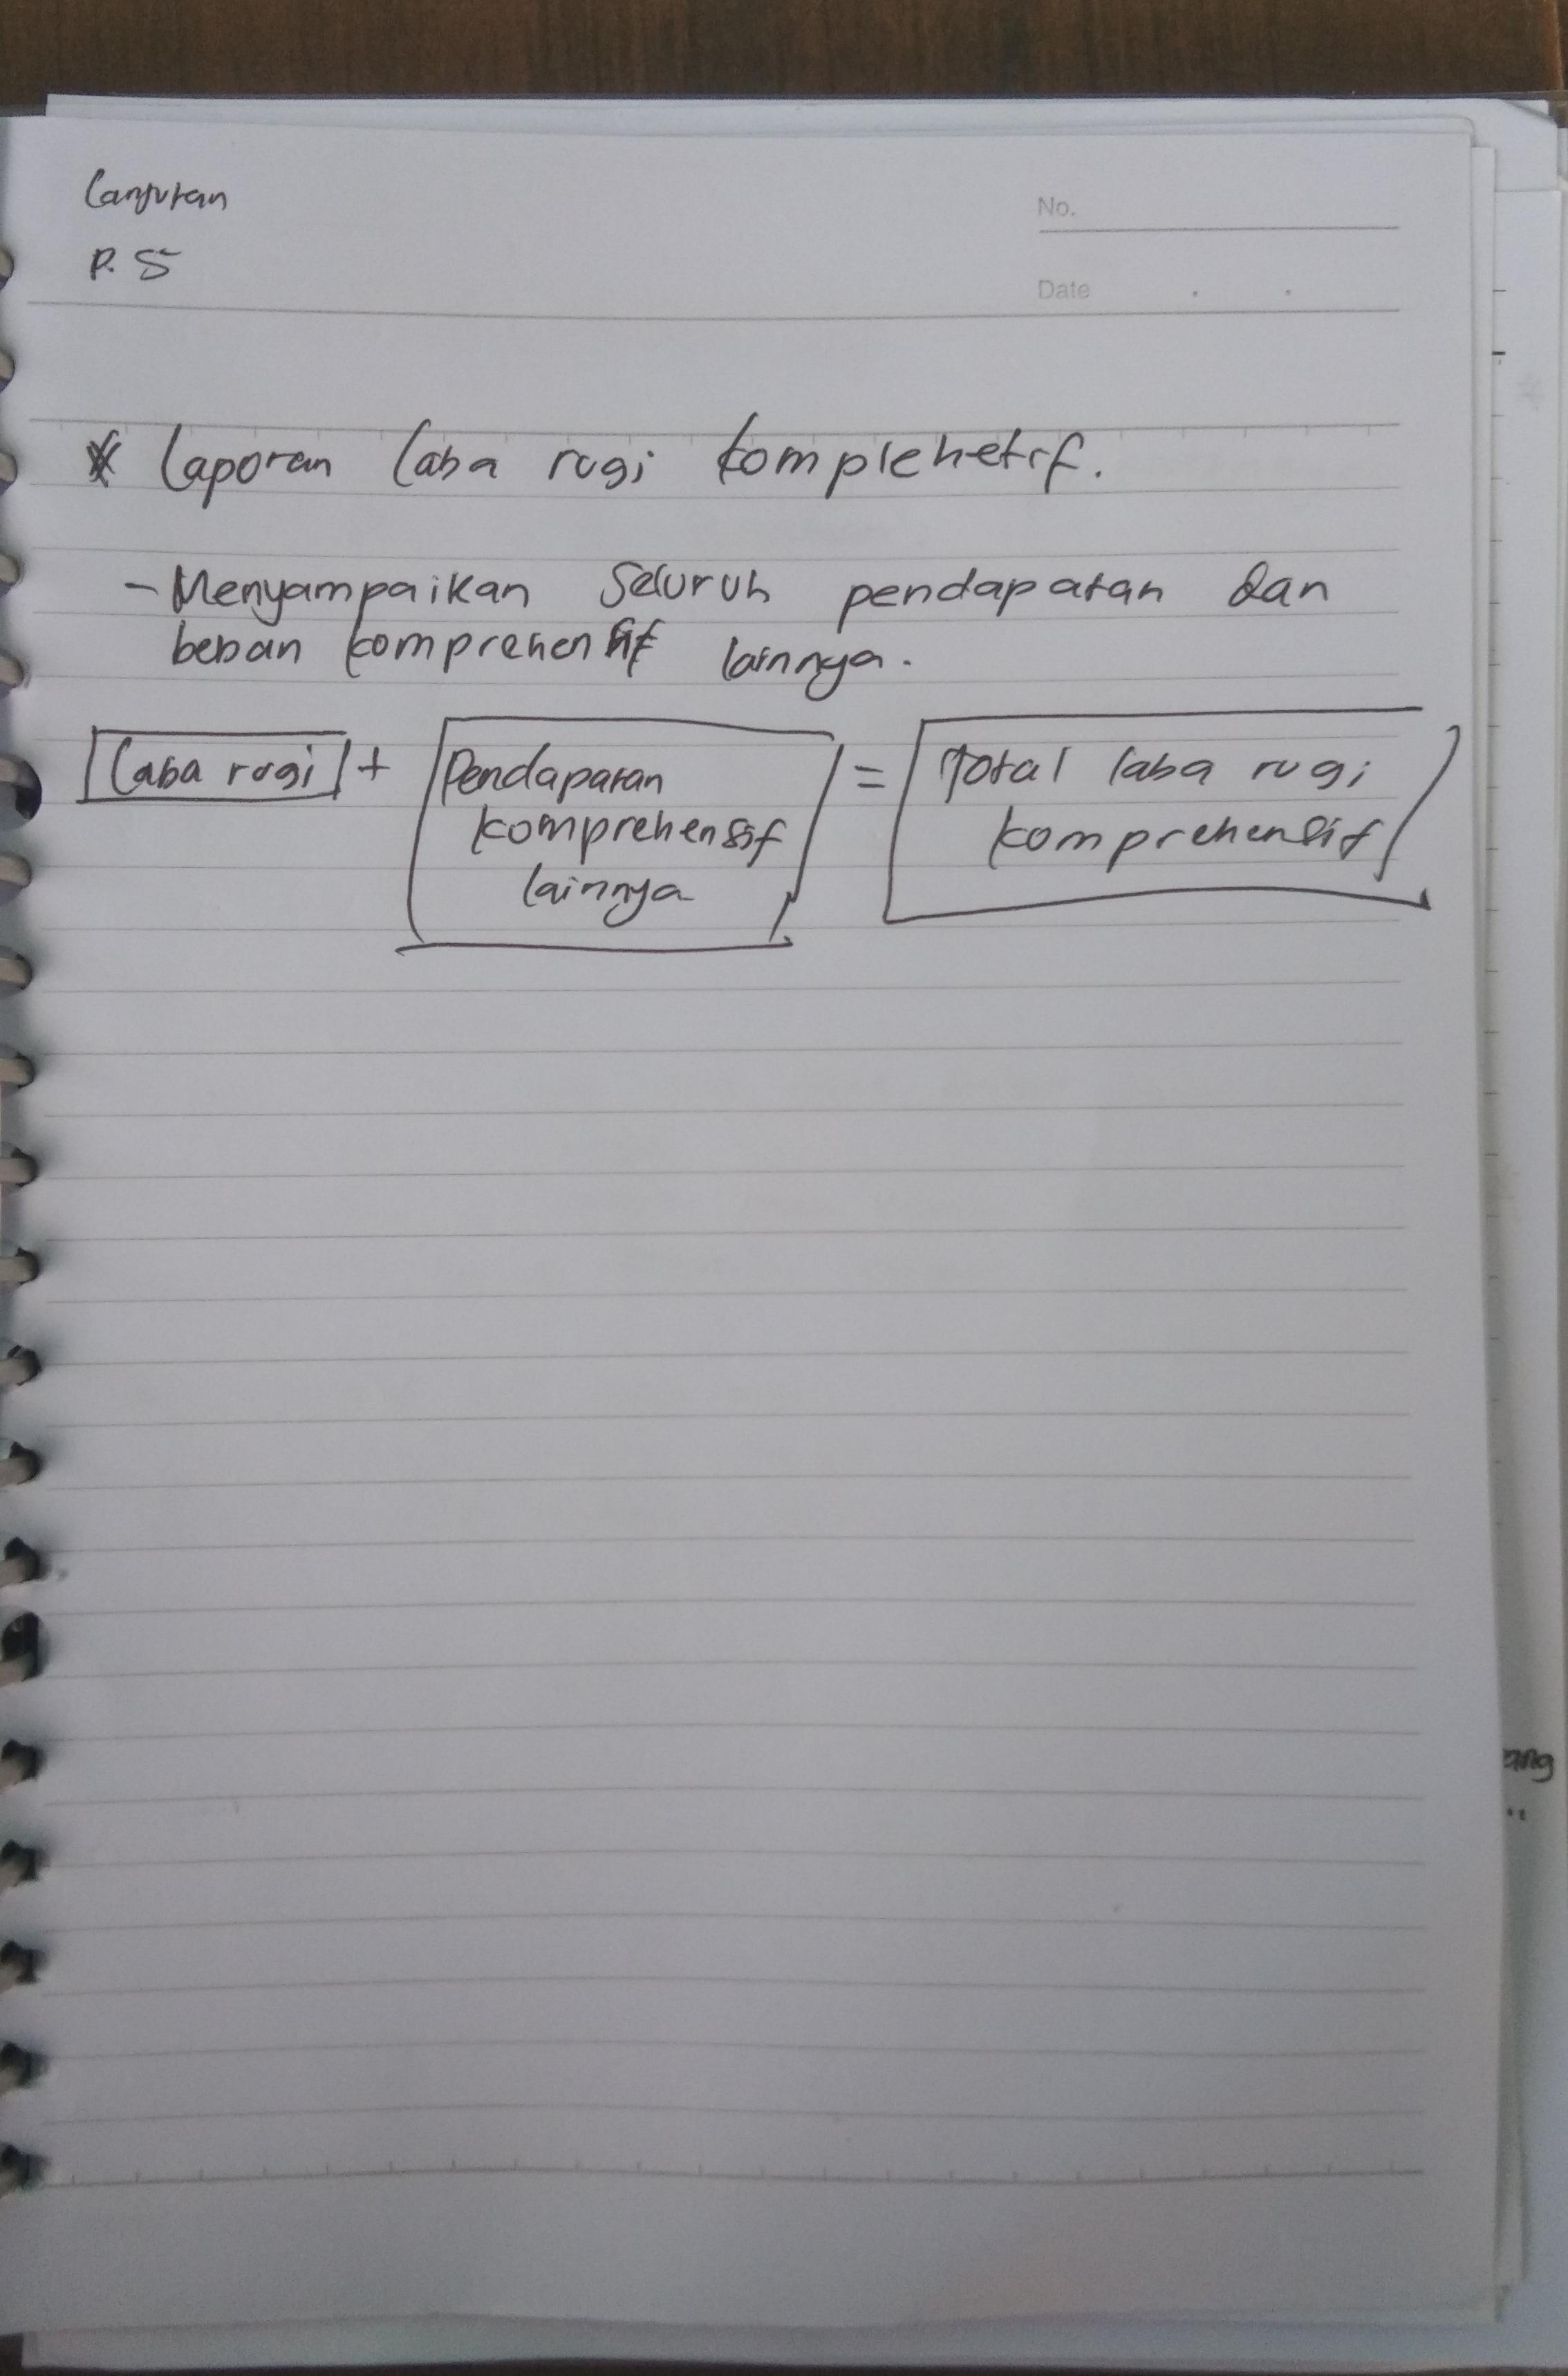 Lanjutan
P. 5
No.
Date . .
* Laporan laba rugi komplehetif.
- Menyampaikan Seluruh pendapatan dan
beban komprehensif lainnya.
Laba rugi + Pendapatan = Total laba rugi
komprehensif komprehensif
lainnya
ang
..